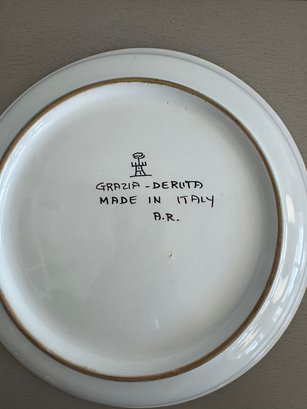 GRAZIA - DERUTA
MADE IN ITALY
A.R.